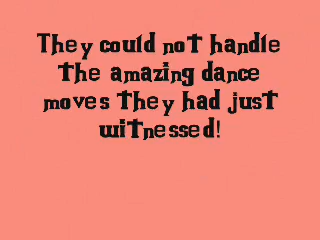 They could not handle
the amazing dance
moves they had just
witnessed!